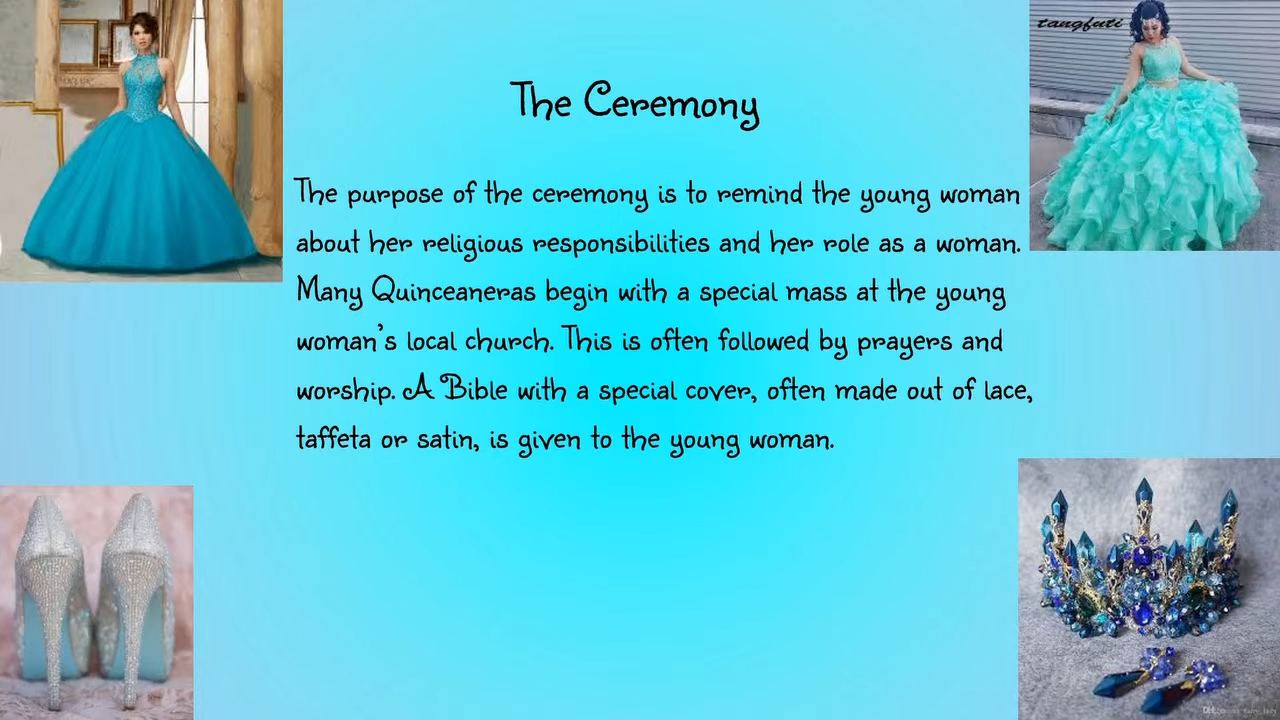 tangfuti
The Ceremony
The purpose of the ceremony is to remind the young woman
about her religious responsibilities and her role as a woman.
Many Quinceaneras begin with a special mass at the young
woman's local church. This is often followed by prayers and
worship. A Bible with a special cover, often made out of lace,
taffeta or satin, is given to the young woman.